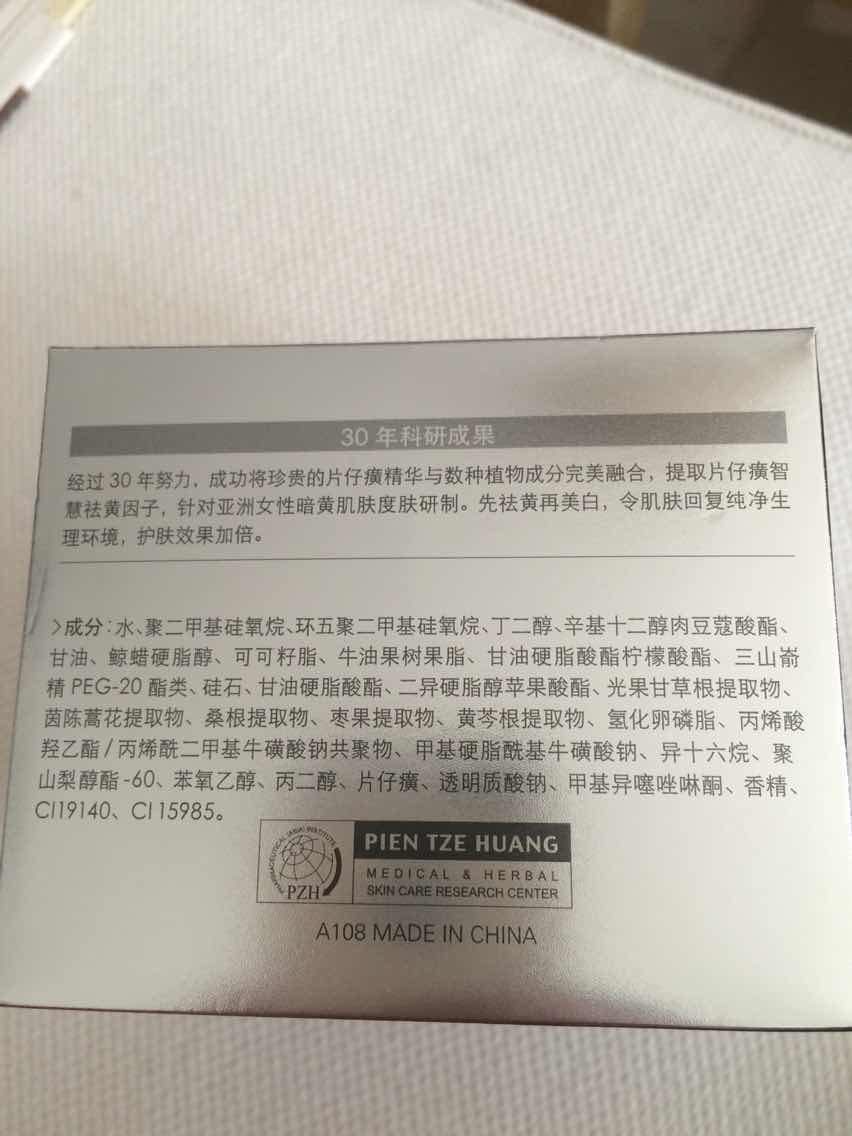 30年科研成果
经过30年努力，成功将珍贵的片仔癀精华与数种植物成分完美融合，提取片仔癀智
慧祛黄因子，针对亚洲女性暗黄肌肤度肤研制。先祛黄再美白，令肌肤回复纯净生
理环境，护肤效果加倍。
>成分：水、聚二甲基硅氧烷、环五聚二甲基硅氧烷、丁二醇、辛基十二醇肉豆蔻酸酯、
甘油、鲸蜡硬脂醇、可可籽脂、牛油果树果脂、甘油硬脂酸酯柠檬酸酯、三山嵛
精PEG-20酯类、硅石、甘油硬脂酸酯、二异硬脂醇苹果酸酯、光果甘草根提取物、
茵陈蒿花提取物、桑根提取物、枣果提取物、黄芩根提取物、氢化卵磷脂、丙烯酸
羟乙酯/丙烯酰二甲基牛磺酸钠共聚物、甲基硬脂酰基牛磺酸钠、异十六烷、聚
山梨醇酯-60、苯氧乙醇、丙二醇、片仔癀、透明质酸钠、甲基异噻唑啉酮、香精、
CI19140、CI15985。
PHARMACEUTICAL (ASIA) INSTITUTE
PZH
PIEN TZE HUANG
MEDICAL & HERBAL
SKIN CARE RESEARCH CENTER
A108 MADE IN CHINA